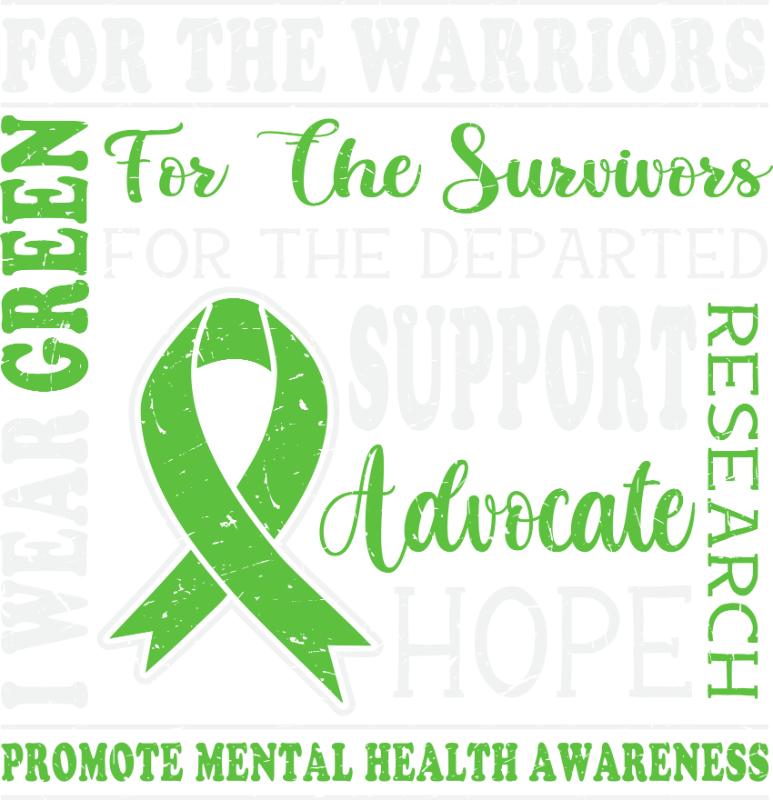 FOR THE WARRIORS
I WEAR GREEN
For The Survivors
FOR THE DEPARTED
SUPPORT
RESEARCH
Advocate
HOPE
PROMOTE MENTAL HEALTH AWARENESS